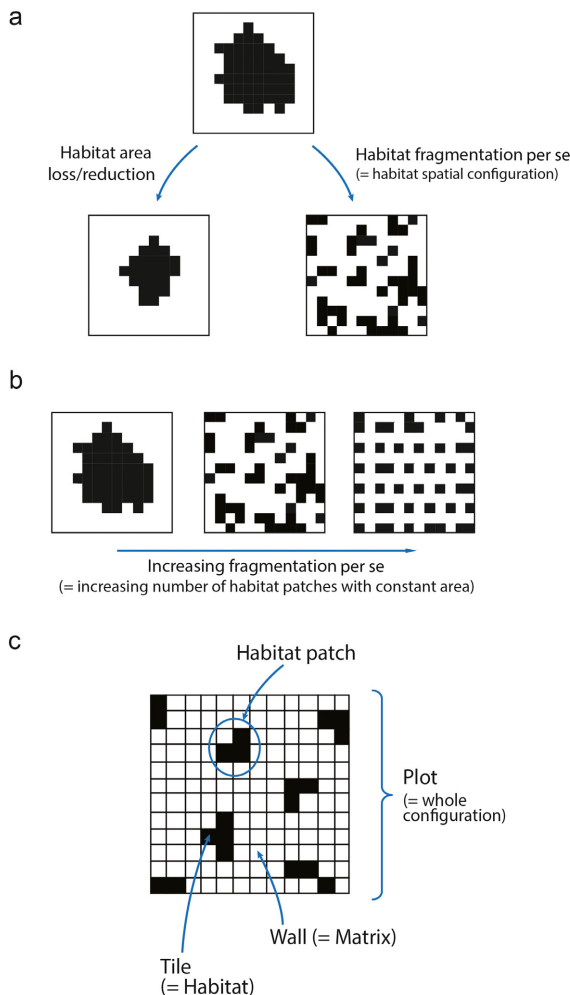 a
Habitat area
loss/reduction
Habitat fragmentation per se
(= habitat spatial configuration)
b
Increasing fragmentation per se
(= increasing number of habitat patches with constant area)
c
Habitat patch
Plot
(= whole
configuration)
Wall (= Matrix)
Tile
(= Habitat)